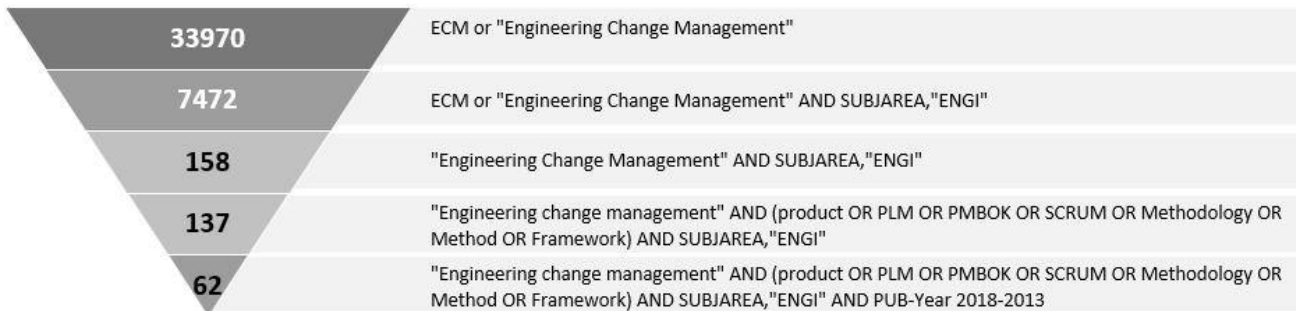 33970
ECM or "Engineering Change Management"
7472
ECM or "Engineering Change Management" AND SUBJAREA,"ENGI"
158
"Engineering Change Management" AND SUBJAREA,"ENGI"
137
"Engineering change management" AND (product OR PLM OR PMBOK OR SCRUM OR Methodology OR
Method OR Framework) AND SUBJAREA,"ENGI"
62
"Engineering change management" AND (product OR PLM OR PMBOK OR SCRUM OR Methodology OR
Method OR Framework) AND SUBJAREA,"ENGI" AND PUB-Year 2018-2013